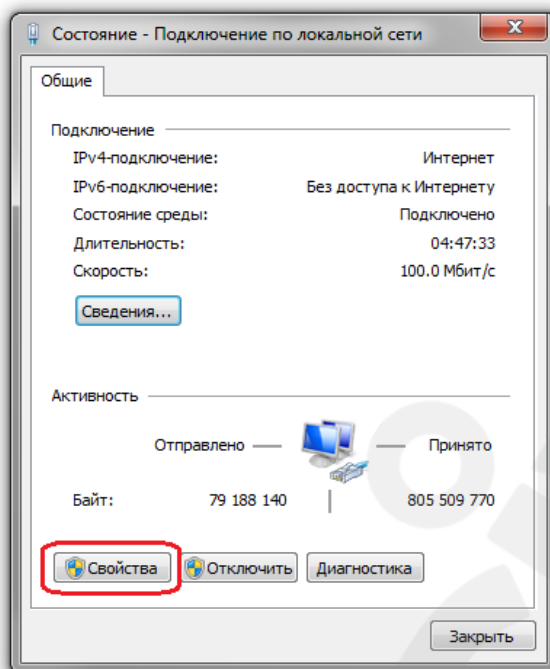 Состояние - Подключение по локальной сети
Общие
Подключение
IPv4-подключение: Интернет
IPv6-подключение: Без доступа к Интернету
Состояние среды: Подключено
Длительность: 04:47:33
Скорость: 100.0 Мбит/с
Сведения...
Активность
Отправлено — Принято
Байт: 79 188 140 | 805 509 770
Свойства Отключить Диагностика
Закрыть